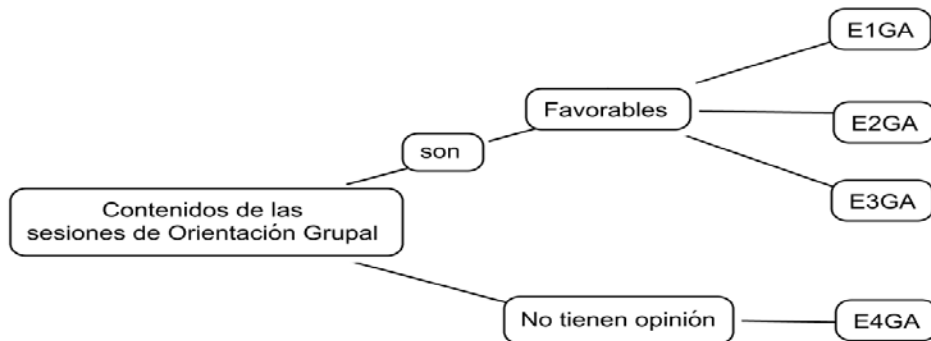 E1GA
Favorables
E2GA
son
E3GA
Contenidos de las
sesiones de Orientación Grupal
No tienen opinión
E4GA